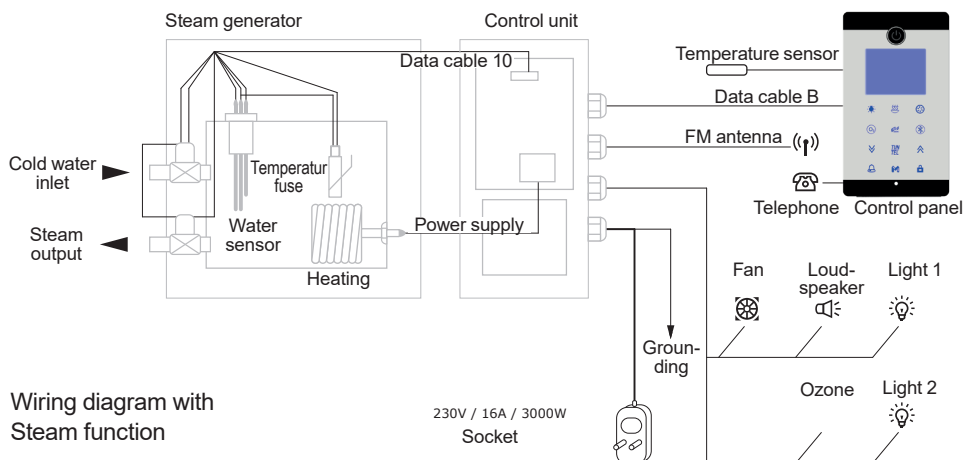 Steam generator
Control unit
Data cable 10
Temperature sensor
Data cable B
FM antenna
Cold water
inlet
Temperatur
fuse
Telephone
Control panel
Steam
output
Water
sensor
Power supply
Heating
Fan
Loud-
speaker
Light 1
Groun-
ding
Ozone
Light 2
Wiring diagram with
Steam function
230V / 16A / 3000W
Socket